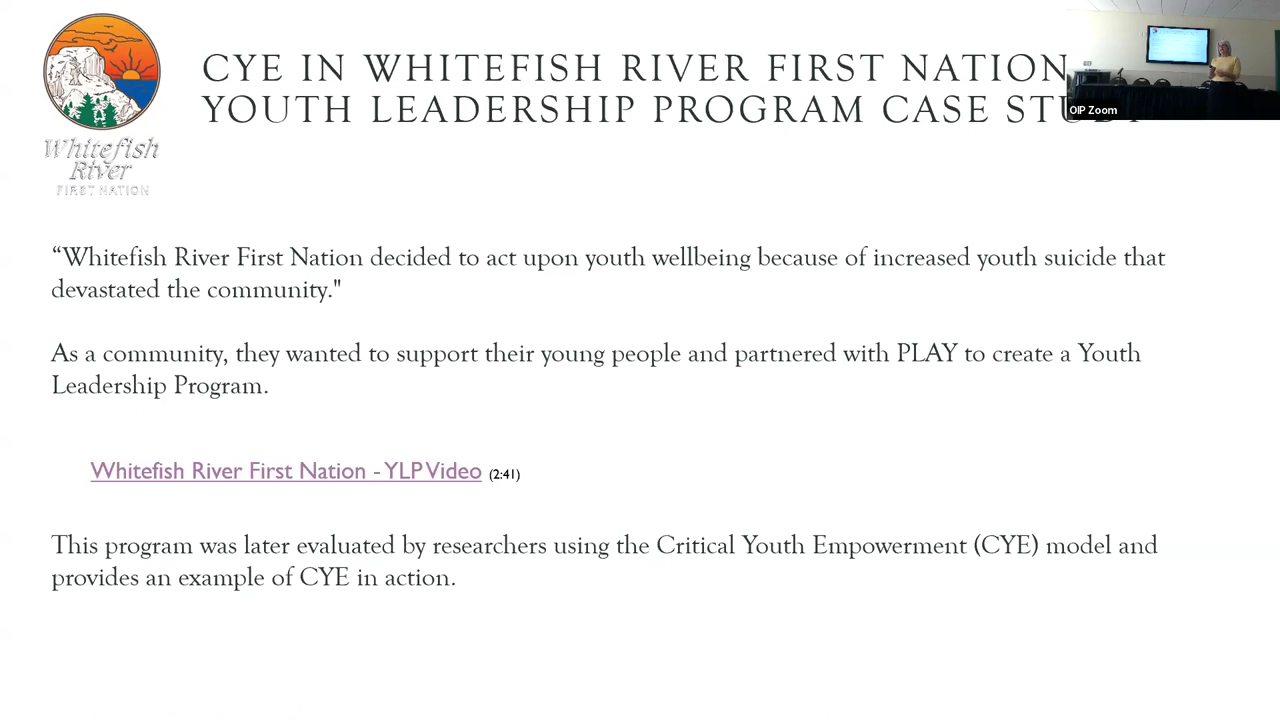 CYE IN WHITEFISH RIVER FIRST NATION
YOUTH LEADERSHIP PROGRAM CASE STUDY
OIP Zoom
Whitefish
River
FIRST NATION
“Whitefish River First Nation decided to act upon youth wellbeing because of increased youth suicide that
devastated the community."
As a community, they wanted to support their young people and partnered with PLAY to create a Youth
Leadership Program.
Whitefish River First Nation - YLP Video (2:41)
This program was later evaluated by researchers using the Critical Youth Empowerment (CYE) model and
provides an example of CYE in action.